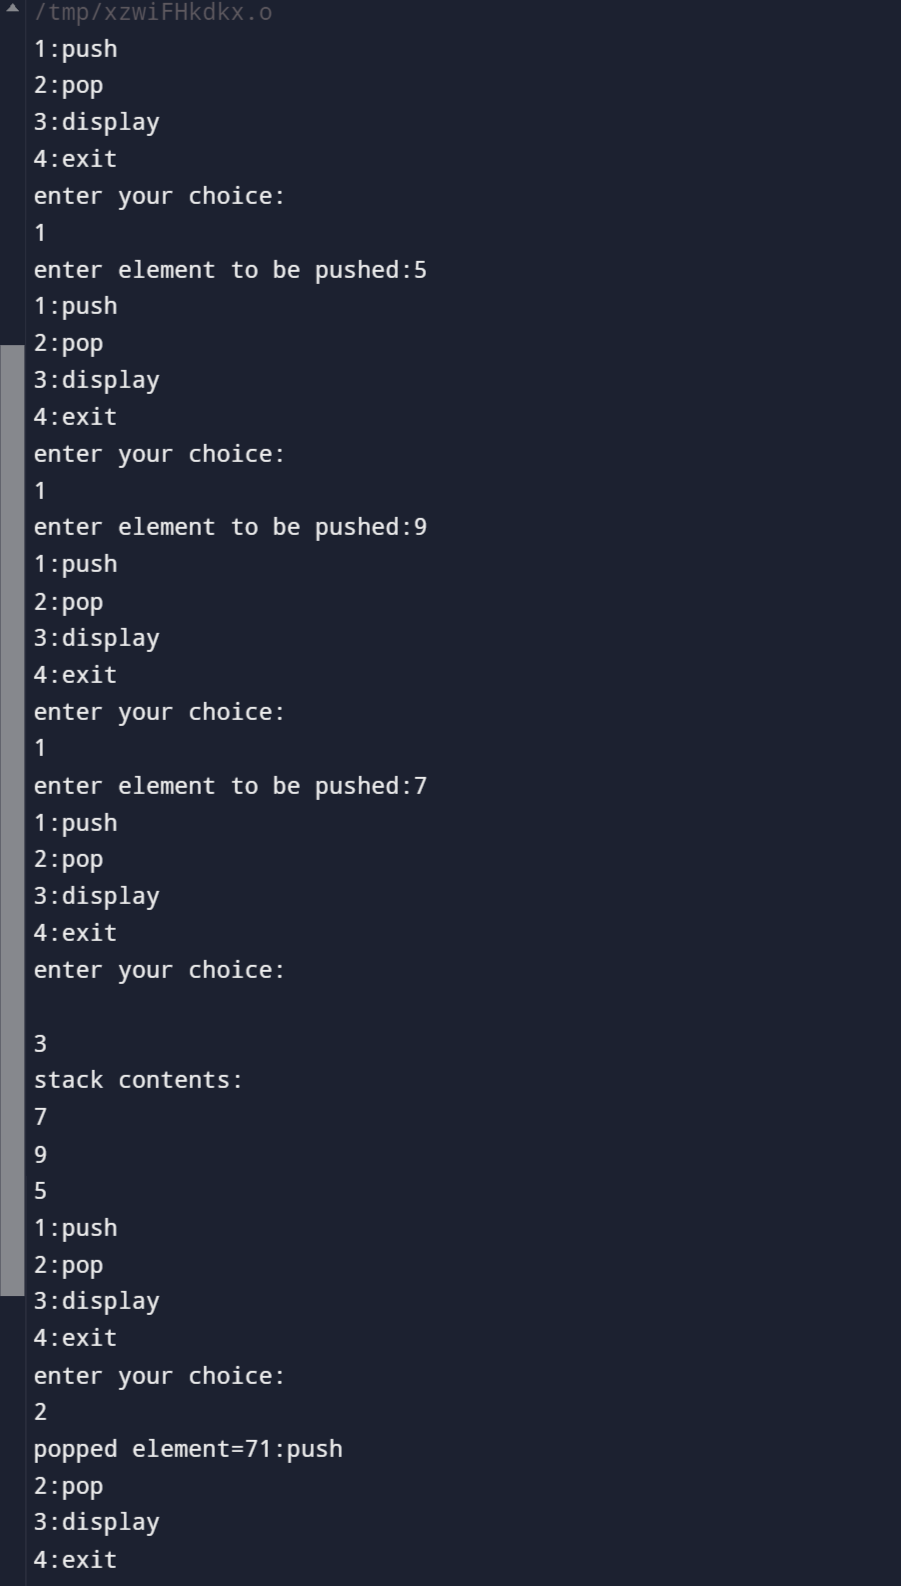 /tmp/xzwiFHkdkx.o
1:push
2:pop
3:display
4:exit
enter your choice:
1
enter element to be pushed:5
1:push
2:pop
3:display
4:exit
enter your choice:
1
enter element to be pushed:9
1:push
2:pop
3:display
4:exit
enter your choice:
1
enter element to be pushed:7
1:push
2:pop
3:display
4:exit
enter your choice:
3
stack contents:
7
9
5
1:push
2:pop
3:display
4:exit
enter your choice:
2
popped element=71:push
2:pop
3:display
4:exit